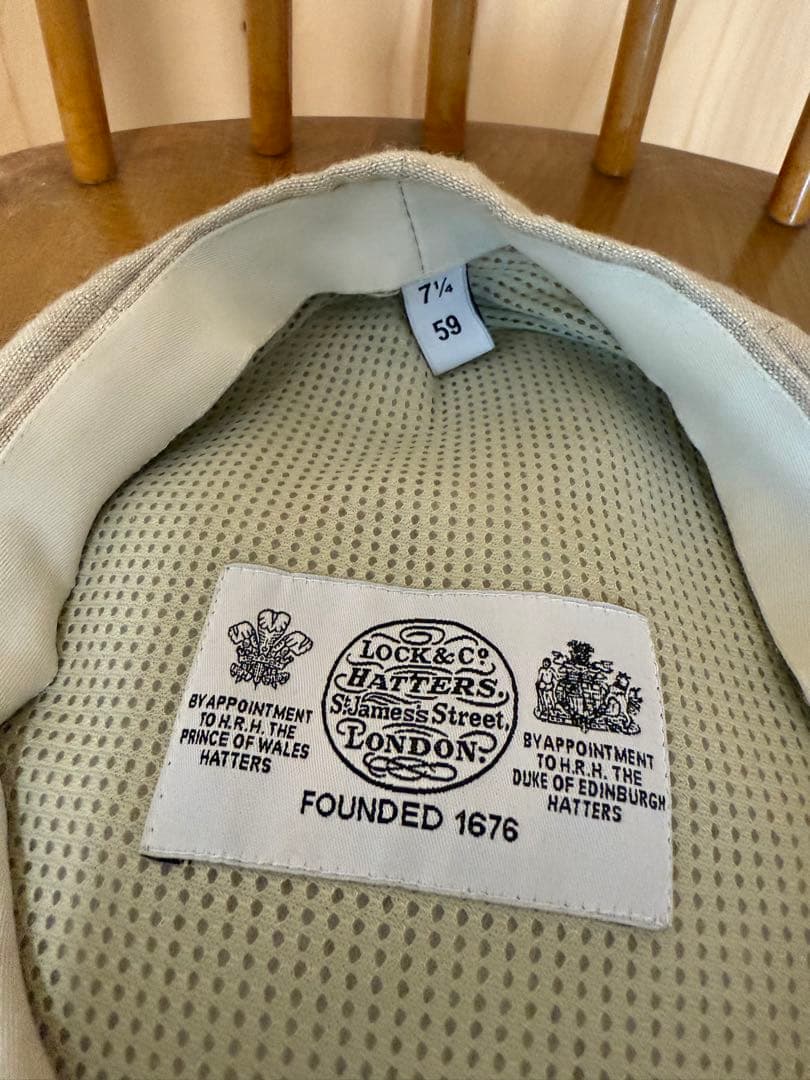 7¼
59
BY APPOINTMENT
TO H.R.H. THE
PRINCE OF WALES
HATTERS
LOCK & Cº
HATTERS.
St James's Street,
LONDON.
BY APPOINTMENT
TO H.R.H. THE
DUKE OF EDINBURGH
HATTERS
FOUNDED 1676